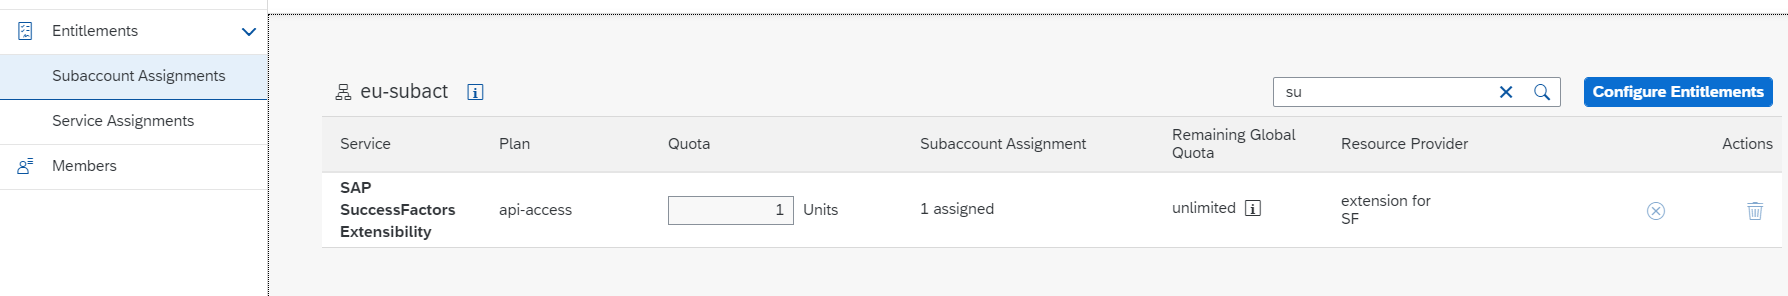 Entitlements
Subaccount Assignments
Service Assignments
Members
eu-subact
su
Configure Entitlements
Service
Plan
Quota
Subaccount Assignment
Remaining Global
Quota
Resource Provider
Actions
SAP
SuccessFactors
Extensibility
api-access
1 Units
1 assigned
unlimited
extension for
SF